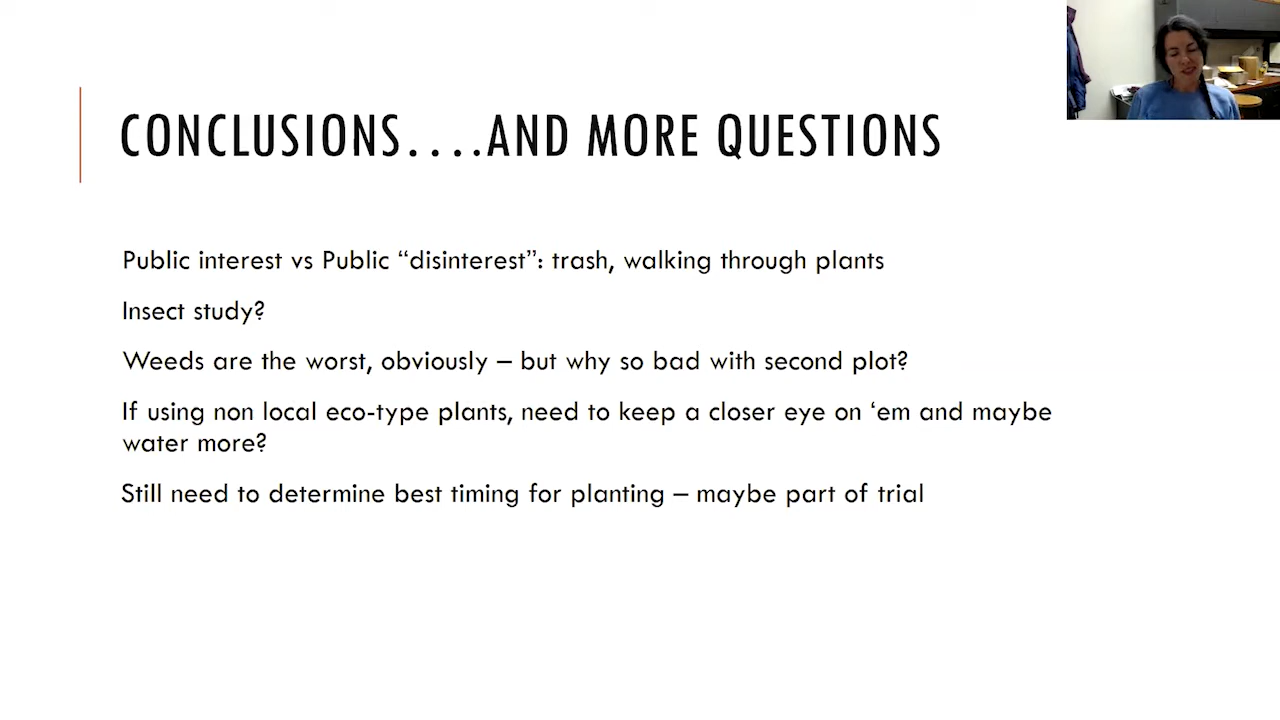 CONCLUSIONS....AND MORE QUESTIONS
Public interest vs Public “disinterest”: trash, walking through plants
Insect study?
Weeds are the worst, obviously – but why so bad with second plot?
If using non local eco-type plants, need to keep a closer eye on ‘em and maybe
water more?
Still need to determine best timing for planting – maybe part of trial